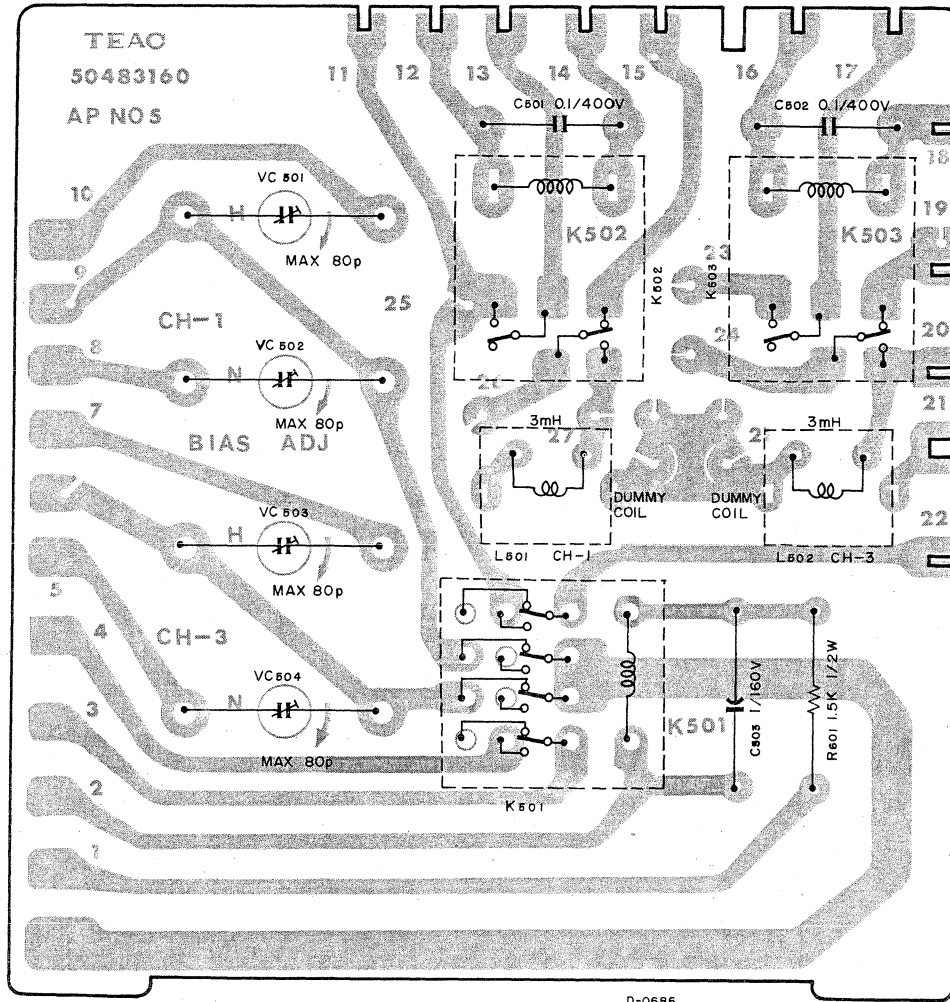 TEAC
50483160
AP NO5
11 12 13 14 15 16 17
C501 0.1/400V
C502 0.1/400V
18
10
VC 501
H
MAX 80p
K502
K503
19
9
K502
23
K503
25
CH-1
8
VC 502
N
MAX 80p
24
20
26
7
BIAS ADJ
3mH
27
2
3mH
21
DUMMY COIL
DUMMY COIL
VC 503
H
MAX 80p
L501 CH-1
L502 CH-3
22
5
4
CH-3
VC504
N
MAX 80p
3
K501
C503 1/160V
R601 1.5K 1/2W
2
K501
1
D-0686